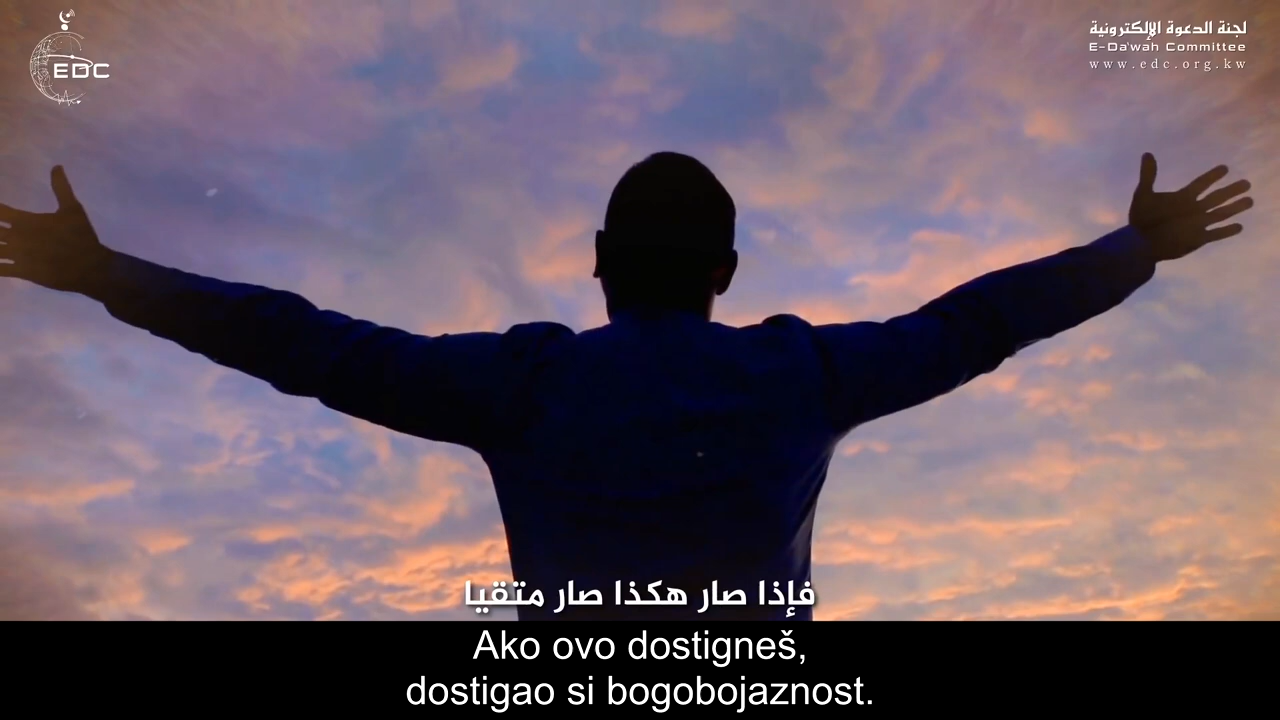 EDC
لجنة الدعوة الإلكترونية
E-Da'wah Committee
www.edc.org.kw
فإذا صار هكذا صار متقيا
Ako ovo dostigneš,
dostigao si bogobojaznost.